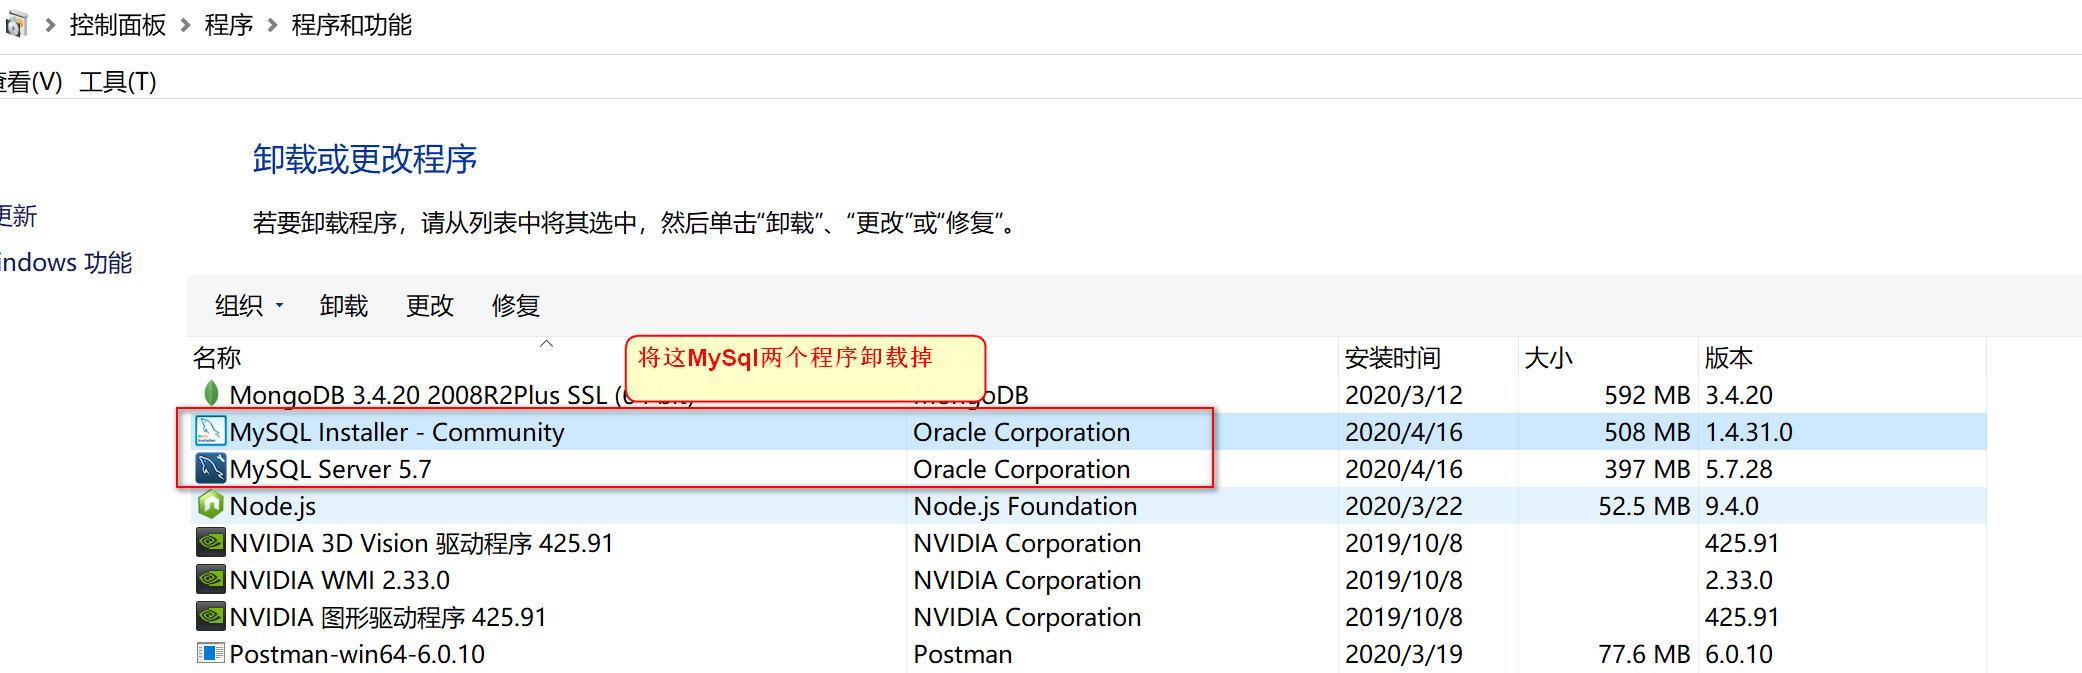 控制面板 程序 程序和功能
查看(V) 工具(T)
卸载或更改程序
更新
若要卸载程序，请从列表中将其选中，然后单击“卸载”、“更改”或“修复”。
indows 功能
组织 卸载 更改 修复
将这MySql两个程序卸载掉
名称 安装时间 大小 版本
MongoDB 3.4.20 2008R2Plus SSL (64 bit) MongoDB 2020/3/12 592 MB 3.4.20
MySQL Installer - Community Oracle Corporation 2020/4/16 508 MB 1.4.31.0
MySQL Server 5.7 Oracle Corporation 2020/4/16 397 MB 5.7.28
Node.js Node.js Foundation 2020/3/22 52.5 MB 9.4.0
NVIDIA 3D Vision 驱动程序 425.91 NVIDIA Corporation 2019/10/8 425.91
NVIDIA WMI 2.33.0 NVIDIA Corporation 2019/10/8 2.33.0
NVIDIA 图形驱动程序 425.91 NVIDIA Corporation 2019/10/8 425.91
Postman-win64-6.0.10 Postman 2020/3/19 77.6 MB 6.0.10